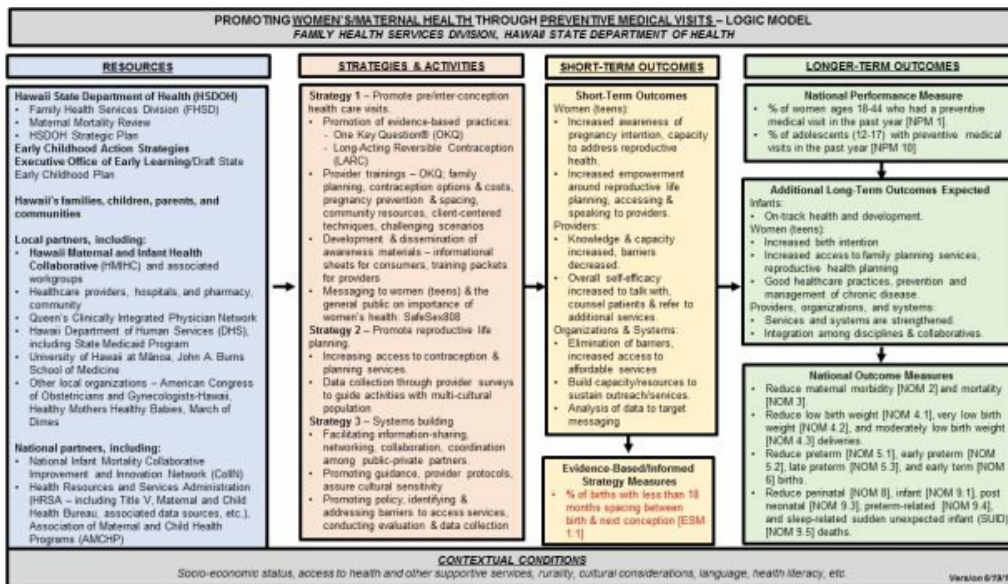 PROMOTING WOMEN'S/MATERNAL HEALTH THROUGH PREVENTIVE MEDICAL VISITS – LOGIC MODEL
FAMILY HEALTH SERVICES DIVISION, HAWAII STATE DEPARTMENT OF HEALTH
RESOURCES
Hawaii State Department of Health (HSDOH)
• Family Health Services Division (FHSD)
• Maternal Mortality Review
• HSDOH Strategic Plan
Early Childhood Action Strategies
Executive Office of Early Learning/Draft State
Early Childhood Plan
Hawaii's families, children, parents, and
communities
Local partners, including:
• Hawaii Maternal and Infant Health
Collaborative (HMIHC) and associated
workgroups
• Healthcare providers, hospitals, and pharmacy,
community
• Queen's Clinically Integrated Physician Network
• Hawaii Department of Human Services (DHS),
including State Medicaid Program
• University of Hawaii at Mānoa, John A. Burns
School of Medicine
• Other local organizations – American Congress
of Obstetricians and Gynecologists-Hawaii,
Healthy Mothers Healthy Babies, March of
Dimes
National partners, including:
• National Infant Mortality Collaborative
Improvement and Innovation Network (CoIIN)
• Health Resources and Services Administration
(HRSA – including Title V, Maternal and Child
Health Bureau, associated data sources, etc.),
Association of Maternal and Child Health
Programs (AMCHP)
STRATEGIES & ACTIVITIES
Strategy 1 – Promote pre/inter-conception
health care visits.
• Promotion of evidence-based practices:
- One Key Question® (OKQ)
- Long-Acting Reversible Contraception
(LARC)
• Provider trainings – OKQ; family
planning, contraception options & costs,
pregnancy prevention & spacing,
community resources, client-centered
techniques, challenging scenarios
• Development & dissemination of
awareness materials – informational
sheets for consumers, training packets
for providers
• Messaging to women (teens) & the
general public on importance of
women's health: SafeSex808
Strategy 2 – Promote reproductive life
planning.
• Increasing access to contraception &
planning services.
• Data collection through provider surveys
to guide activities with multi-cultural
population
Strategy 3 – Systems building
• Facilitating information-sharing,
networking, collaboration, coordination
among public-private partners.
• Promoting guidance, provider protocols,
assure cultural sensitivity
• Promoting policy, identifying &
addressing barriers to access services,
conducting evaluation & data collection
SHORT-TERM OUTCOMES
Short-Term Outcomes
Women (teens):
• Increased awareness of
pregnancy intention, capacity
to address reproductive
health.
• Increased empowerment
around reproductive life
planning, accessing &
speaking to providers.
Providers:
• Knowledge & capacity
increased, barriers
decreased.
• Overall self-efficacy
increased to talk with,
counsel patients & refer to
additional services.
Organizations & Systems:
• Elimination of barriers,
increased access to
affordable services
• Build capacity/resources to
sustain outreach/services.
• Analysis of data to target
messaging
Evidence-Based/Informed
Strategy Measures
• % of births with less than 18
months spacing between
birth & next conception [ESM
1.1]
LONGER-TERM OUTCOMES
National Performance Measure
• % of women ages 18-44 who had a preventive
medical visit in the past year [NPM 1].
• % of adolescents (12-17) with preventive medical
visits in the past year [NPM 10]
Additional Long-Term Outcomes Expected
Infants:
• On-track health and development.
Women (teens):
• Increased birth intention
• Increased access to family planning services,
reproductive health planning
• Good healthcare practices, prevention and
management of chronic disease.
Providers, organizations, and systems:
• Services and systems are strengthened.
• Integration among disciplines & collaboratives.
National Outcome Measures
• Reduce maternal morbidity [NOM 2] and mortality
[NOM 3].
• Reduce low birth weight [NOM 4.1], very low birth
weight [NOM 4.2], and moderately low birth weight
[NOM 4.3] deliveries.
• Reduce preterm [NOM 5.1], early preterm [NOM
5.2], late preterm [NOM 5.3], and early term [NOM
6] births.
• Reduce perinatal [NOM 8], infant [NOM 9.1], post
neonatal [NOM 9.3], preterm-related [NOM 9.4],
and sleep-related sudden unexpected infant (SUID)
[NOM 9.5] deaths.
CONTEXTUAL CONDITIONS
Socio-economic status, access to health and other supportive services, rurality, cultural considerations, language, health literacy, etc.
Version